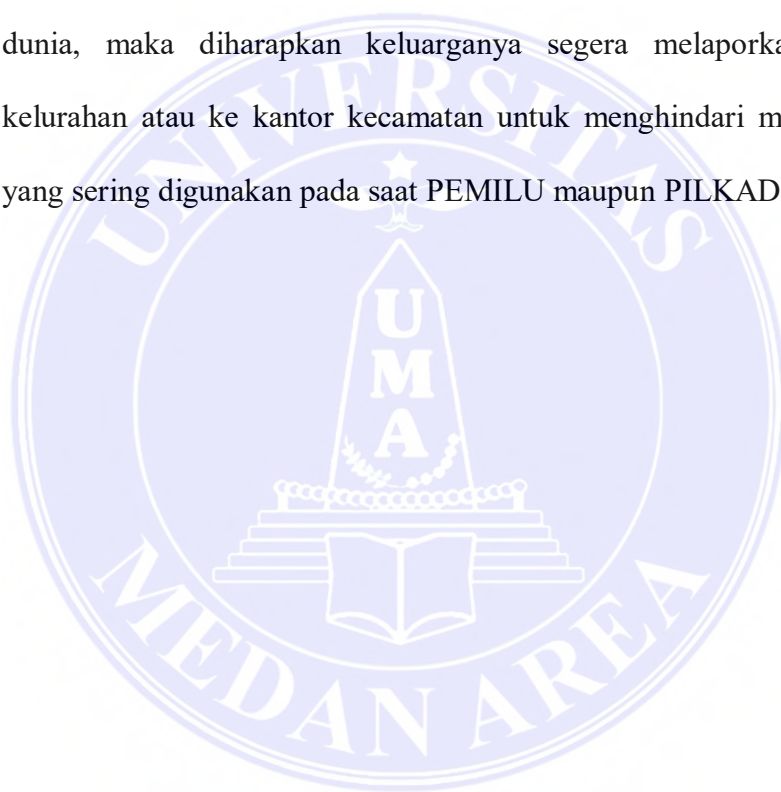 dunia, maka diharapkan keluarganya segera melaporka
kelurahan atau ke kantor kecamatan untuk menghindari m
yang sering digunakan pada saat PEMILU maupun PILKAD
UNIVERSITAS
U
M
A
MEDAN AREA